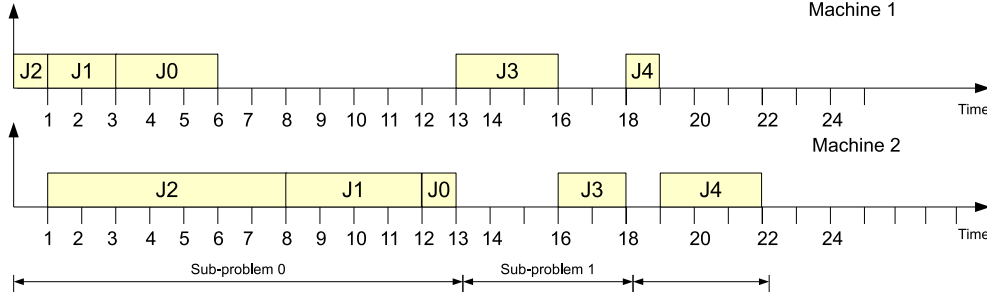 Machine 1
J2 J1 J0 J3 J4
1 2 3 4 5 6 7 8 9 10 11 12 13 14 16 18 20 22 24
Time
Machine 2
J2 J1 J0 J3 J4
1 2 3 4 5 6 7 8 9 10 11 12 13 14 16 18 20 22 24
Time
Sub-problem 0 Sub-problem 1